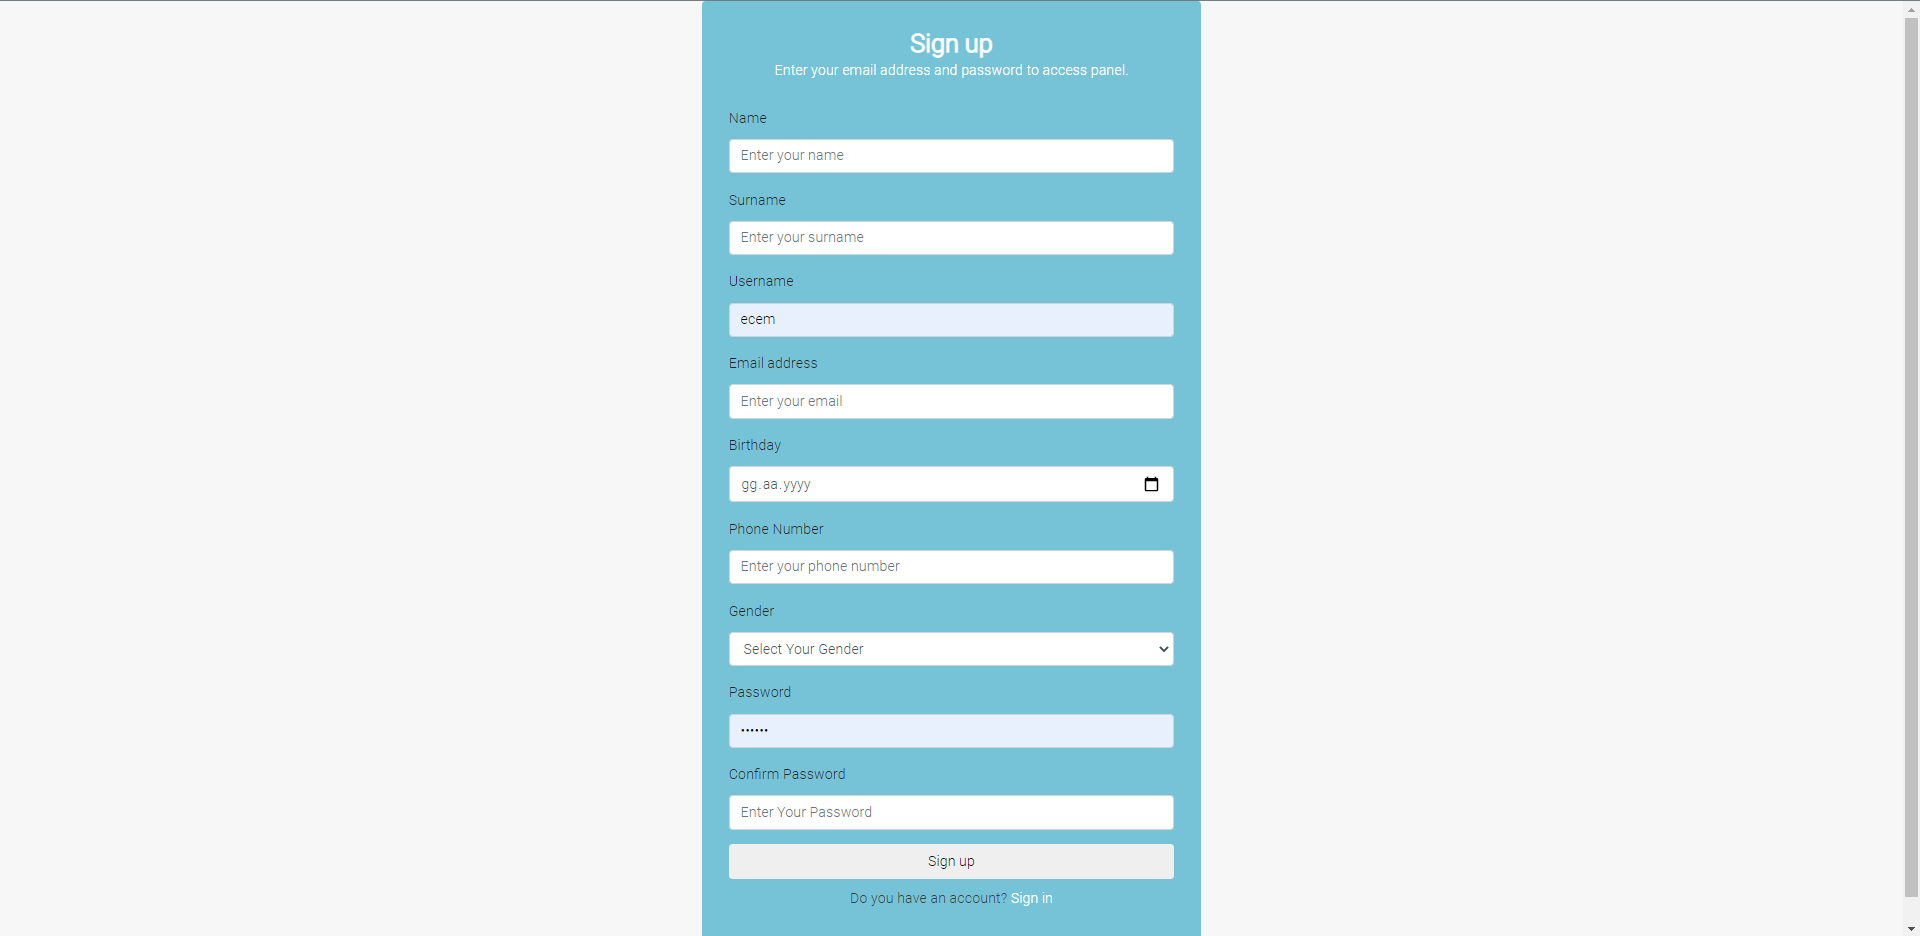 Sign up
Enter your email address and password to access panel.
Name
Enter your name
Surname
Enter your surname
Username
ecem
Email address
Enter your email
Birthday
gg.aa.yyyy
Phone Number
Enter your phone number
Gender
Select Your Gender
Password
••••••
Confirm Password
Enter Your Password
Sign up
Do you have an account? Sign in